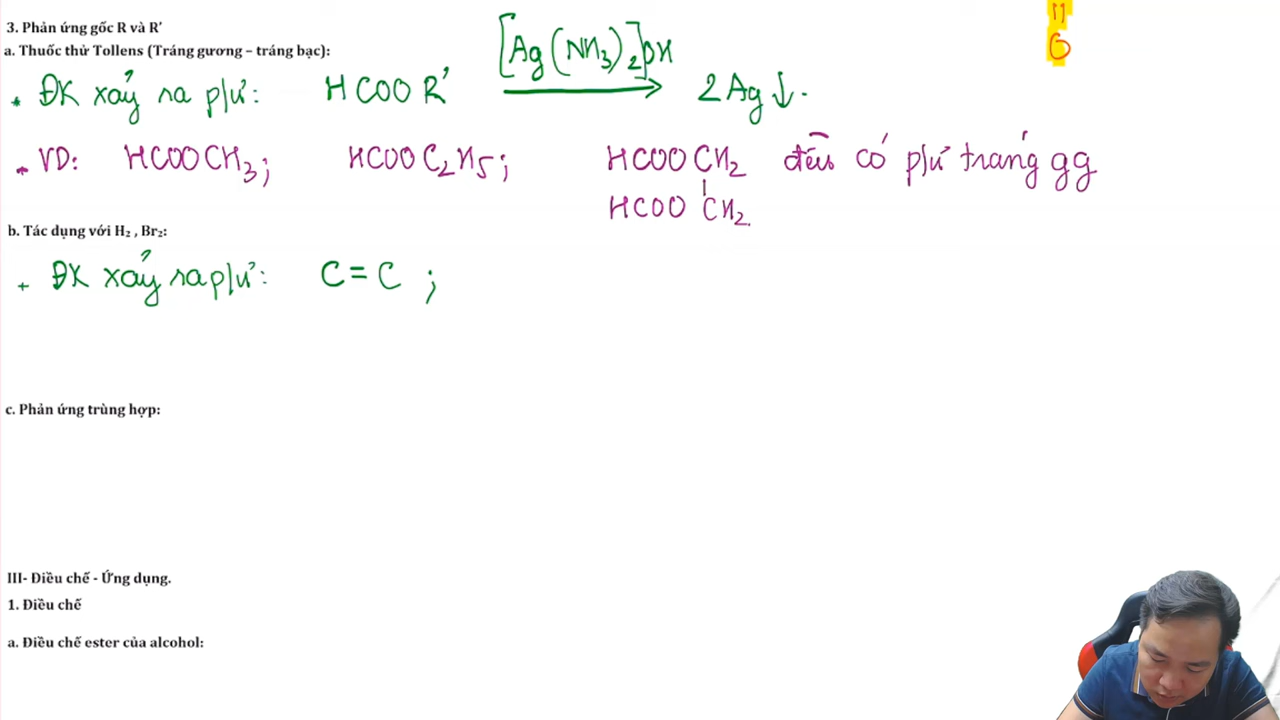 3. Phản ứng gốc R và R'
a. Thuốc thử Tollens (Tráng gương – tráng bạc):
* ĐK xảy ra p/ư: HCOOR' [Ag(NH3)2]OH → 2Ag↓.
* VD: HCOOCH3; HCOOC2H5; HCOOCH2 đều có p/ư tráng gg
HCOOCH2.
b. Tác dụng với H₂ , Br₂:
+ ĐK xảy ra p/ư: C=C ;
c. Phản ứng trùng hợp:
III- Điều chế - Ứng dụng.
1. Điều chế
a. Điều chế ester của alcohol: